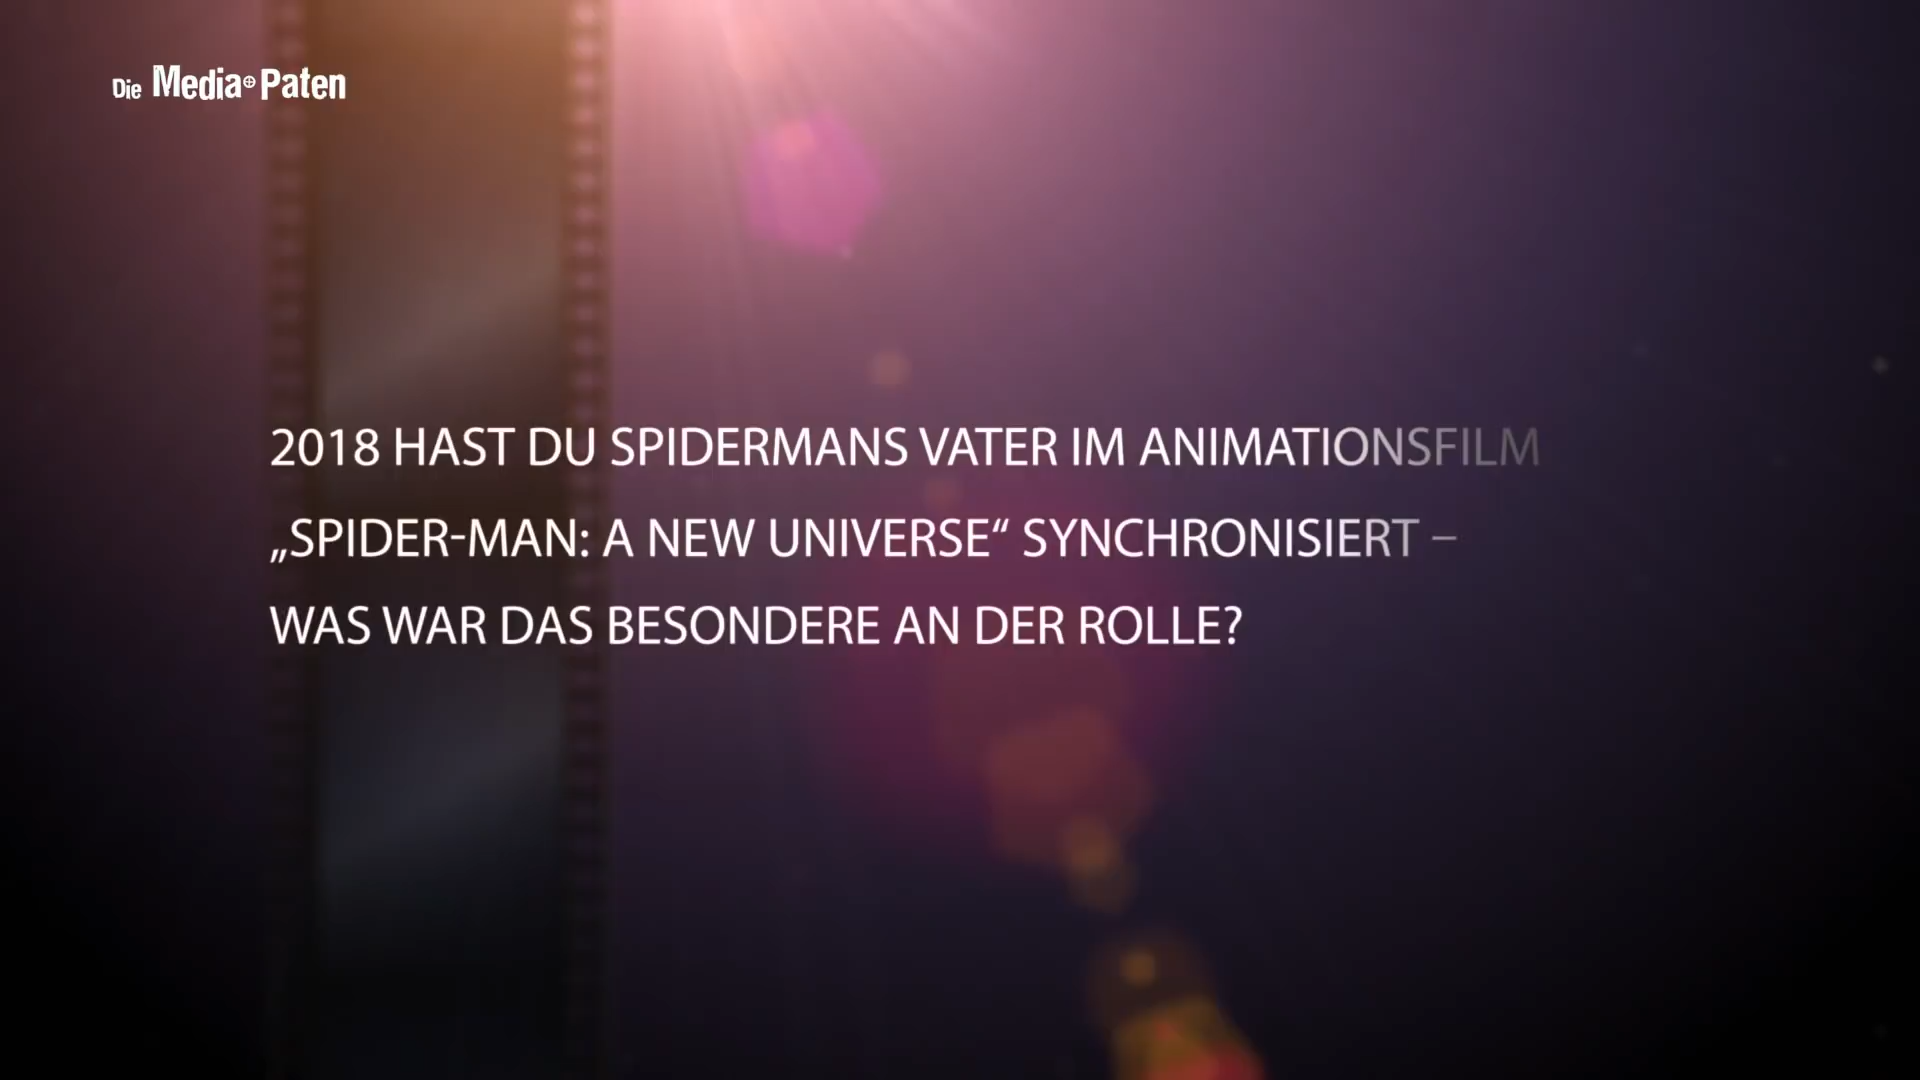 Die Media Paten
2018 HAST DU SPIDERMANS VATER IM ANIMATIONSFILM
„SPIDER-MAN: A NEW UNIVERSE“ SYNCHRONISIERT –
WAS WAR DAS BESONDERE AN DER ROLLE?